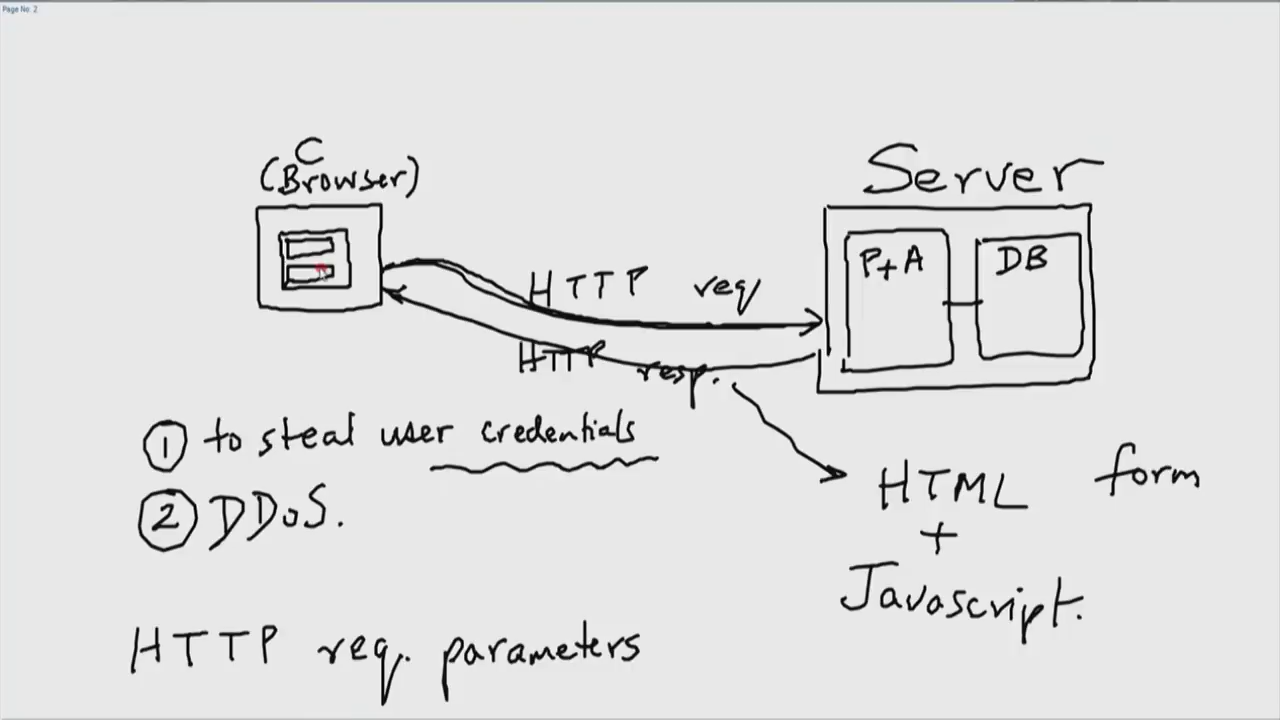 Page No: 2
C
(Browser)
Server
P+A
DB
HTTP req
HTTP resp.
① to steal user credentials
② DDoS.
HTML form
+
Javascript.
HTTP req. parameters